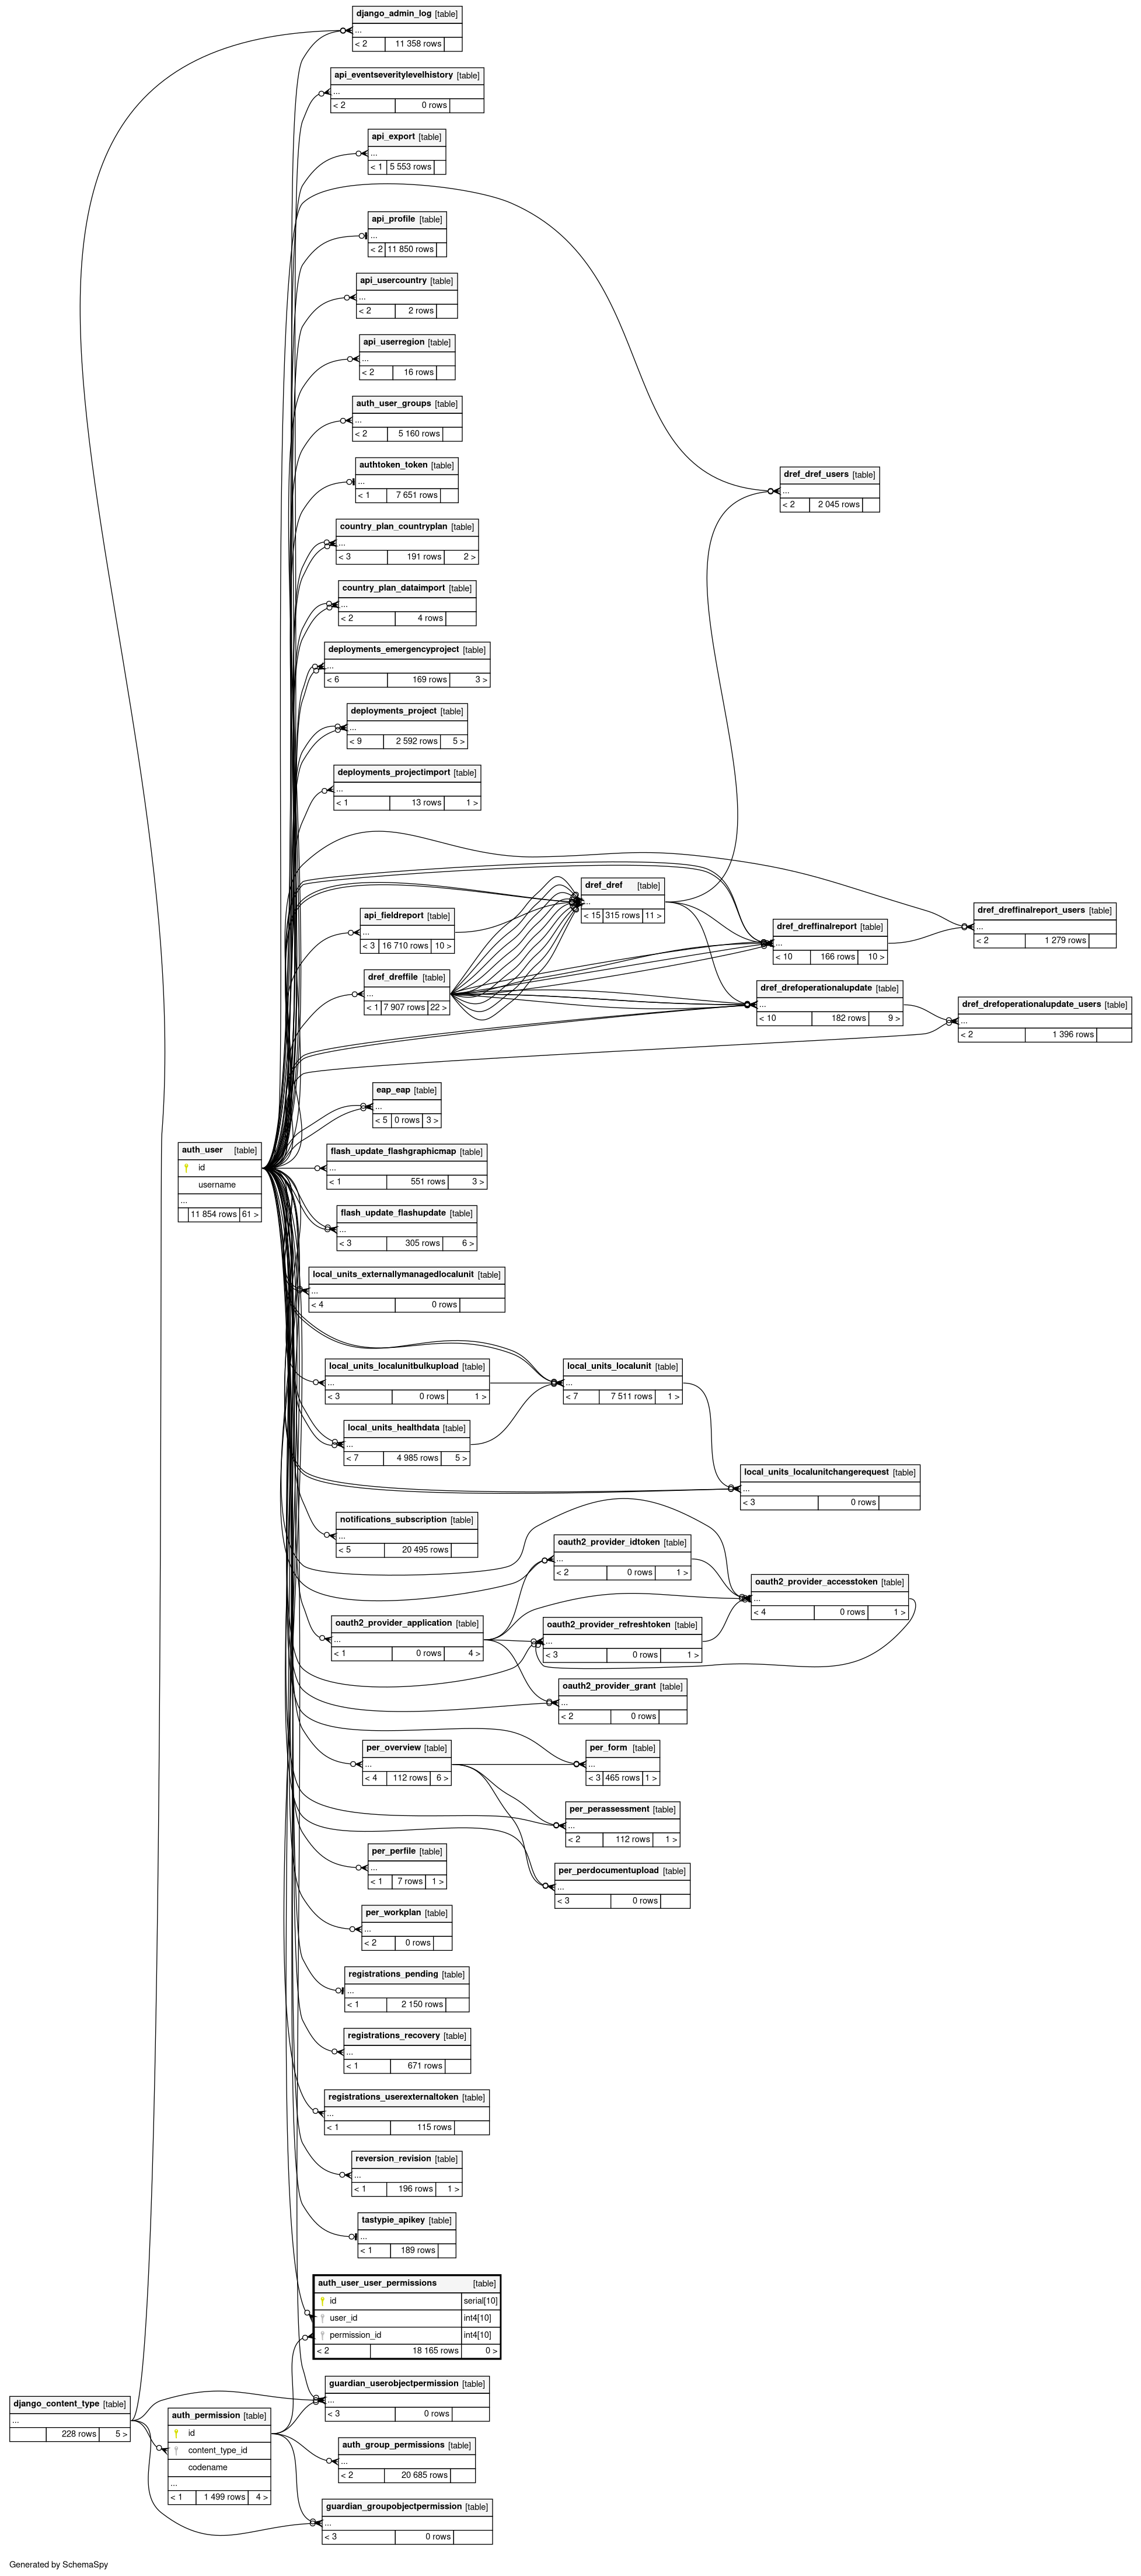 django_admin_log [table]
...
< 2 11 358 rows
api_eventseveritylevelhistory [table]
...
< 2 0 rows
api_export [table]
...
< 1 5 553 rows
api_profile [table]
...
< 2 11 850 rows
api_usercountry [table]
...
< 2 2 rows
api_userregion [table]
...
< 2 16 rows
auth_user_groups [table]
...
< 2 5 160 rows
authtoken_token [table]
...
< 1 7 651 rows
dref_dref_users [table]
...
< 2 2 045 rows
country_plan_countryplan [table]
...
< 3 191 rows 2 >
country_plan_dataimport [table]
...
< 2 4 rows
deployments_emergencyproject [table]
...
< 6 169 rows 3 >
deployments_project [table]
...
< 9 2 592 rows 5 >
deployments_projectimport [table]
...
< 1 13 rows 1 >
dref_dref [table]
...
< 15 315 rows 11 >
api_fieldreport [table]
...
< 3 16 710 rows 10 >
dref_dreffinalreport [table]
...
< 10 166 rows 10 >
dref_dreffinalreport_users [table]
...
< 2 1 279 rows
dref_dreffile [table]
...
< 1 7 907 rows 22 >
dref_drefoperationalupdate [table]
...
< 10 182 rows 9 >
dref_drefoperationalupdate_users [table]
...
< 2 1 396 rows
eap_eap [table]
...
< 5 0 rows 3 >
auth_user [table]
id
username
...
11 854 rows 61 >
flash_update_flashgraphicmap [table]
...
< 1 551 rows 3 >
flash_update_flashupdate [table]
...
< 3 305 rows 6 >
local_units_externallymanagedlocalunit [table]
...
< 4 0 rows
local_units_localunitbulkupload [table]
...
< 3 0 rows 1 >
local_units_localunit [table]
...
< 7 7 511 rows 1 >
local_units_healthdata [table]
...
< 7 4 985 rows 5 >
local_units_localunitchangerequest [table]
...
< 3 0 rows
notifications_subscription [table]
...
< 5 20 495 rows
oauth2_provider_idtoken [table]
...
< 2 0 rows 1 >
oauth2_provider_accesstoken [table]
...
< 4 0 rows 1 >
oauth2_provider_application [table]
...
< 1 0 rows 4 >
oauth2_provider_refreshtoken [table]
...
< 3 0 rows 1 >
oauth2_provider_grant [table]
...
< 2 0 rows
per_overview [table]
...
< 4 112 rows 6 >
per_form [table]
...
< 3 465 rows 1 >
per_perassessment [table]
...
< 2 112 rows 1 >
per_perfile [table]
...
< 1 7 rows 1 >
per_perdocumentupload [table]
...
< 3 0 rows
per_workplan [table]
...
< 2 0 rows
registrations_pending [table]
...
< 1 2 150 rows
registrations_recovery [table]
...
< 1 671 rows
registrations_userexternaltoken [table]
...
< 1 115 rows
reversion_revision [table]
...
< 1 196 rows 1 >
tastypie_apikey [table]
...
< 1 189 rows
auth_user_user_permissions [table]
id serial[10]
user_id int4[10]
permission_id int4[10]
< 2 18 165 rows 0 >
guardian_userobjectpermission [table]
...
< 3 0 rows
django_content_type [table]
...
228 rows 5 >
auth_permission [table]
id
content_type_id
codename
...
< 1 1 499 rows 4 >
auth_group_permissions [table]
...
< 2 20 685 rows
guardian_groupobjectpermission [table]
...
< 3 0 rows
Generated by SchemaSpy